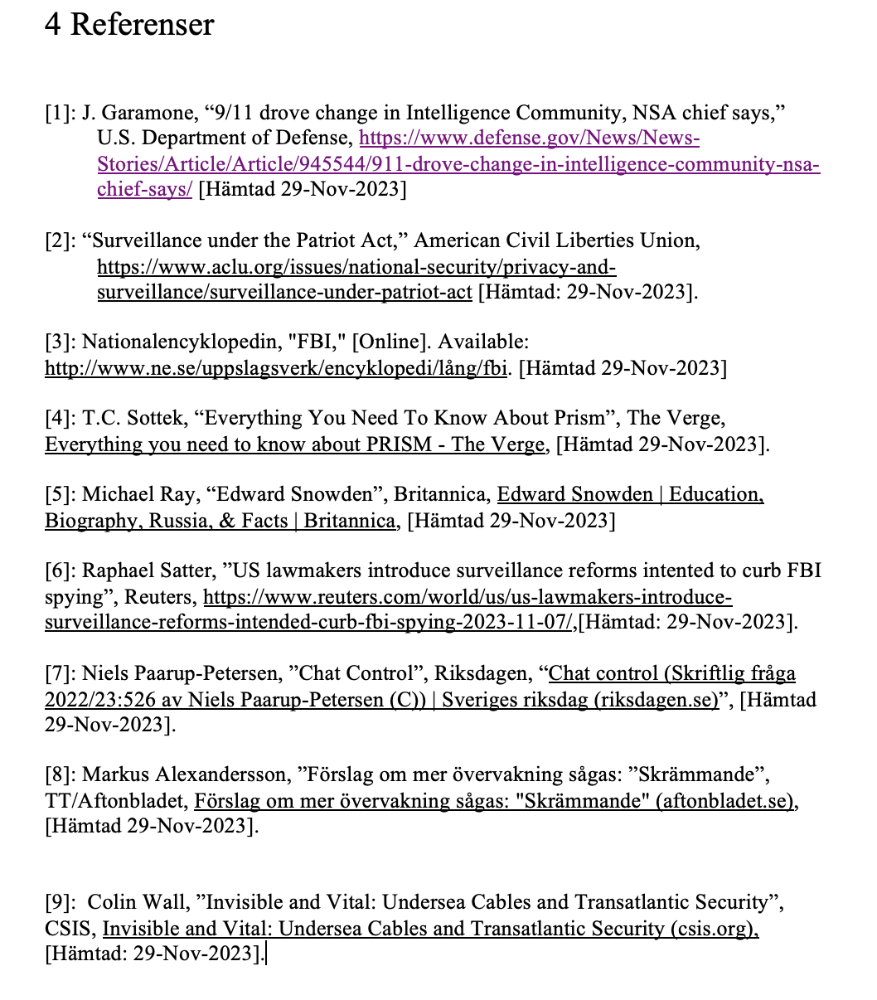 4 Referenser
[1]: J. Garamone, “9/11 drove change in Intelligence Community, NSA chief says,”
U.S. Department of Defense, https://www.defense.gov/News/News-
Stories/Article/Article/945544/911-drove-change-in-intelligence-community-nsa-
chief-says/ [Hämtad 29-Nov-2023]
[2]: “Surveillance under the Patriot Act,” American Civil Liberties Union,
https://www.aclu.org/issues/national-security/privacy-and-
surveillance/surveillance-under-patriot-act [Hämtad: 29-Nov-2023].
[3]: Nationalencyklopedin, "FBI," [Online]. Available:
http://www.ne.se/uppslagsverk/encyklopedi/lång/fbi. [Hämtad 29-Nov-2023]
[4]: T.C. Sottek, “Everything You Need To Know About Prism”, The Verge,
Everything you need to know about PRISM - The Verge, [Hämtad 29-Nov-2023].
[5]: Michael Ray, “Edward Snowden”, Britannica, Edward Snowden | Education,
Biography, Russia, & Facts | Britannica, [Hämtad 29-Nov-2023]
[6]: Raphael Satter, ”US lawmakers introduce surveillance reforms intented to curb FBI
spying”, Reuters, https://www.reuters.com/world/us/us-lawmakers-introduce-
surveillance-reforms-intended-curb-fbi-spying-2023-11-07/,[Hämtad: 29-Nov-2023].
[7]: Niels Paarup-Petersen, ”Chat Control”, Riksdagen, “Chat control (Skriftlig fråga
2022/23:526 av Niels Paarup-Petersen (C)) | Sveriges riksdag (riksdagen.se)”, [Hämtad
29-Nov-2023].
[8]: Markus Alexandersson, ”Förslag om mer övervakning sågas: ”Skrämmande”,
TT/Aftonbladet, Förslag om mer övervakning sågas: "Skrämmande" (aftonbladet.se),
[Hämtad 29-Nov-2023].
[9]:  Colin Wall, ”Invisible and Vital: Undersea Cables and Transatlantic Security”,
CSIS, Invisible and Vital: Undersea Cables and Transatlantic Security (csis.org),
[Hämtad: 29-Nov-2023].